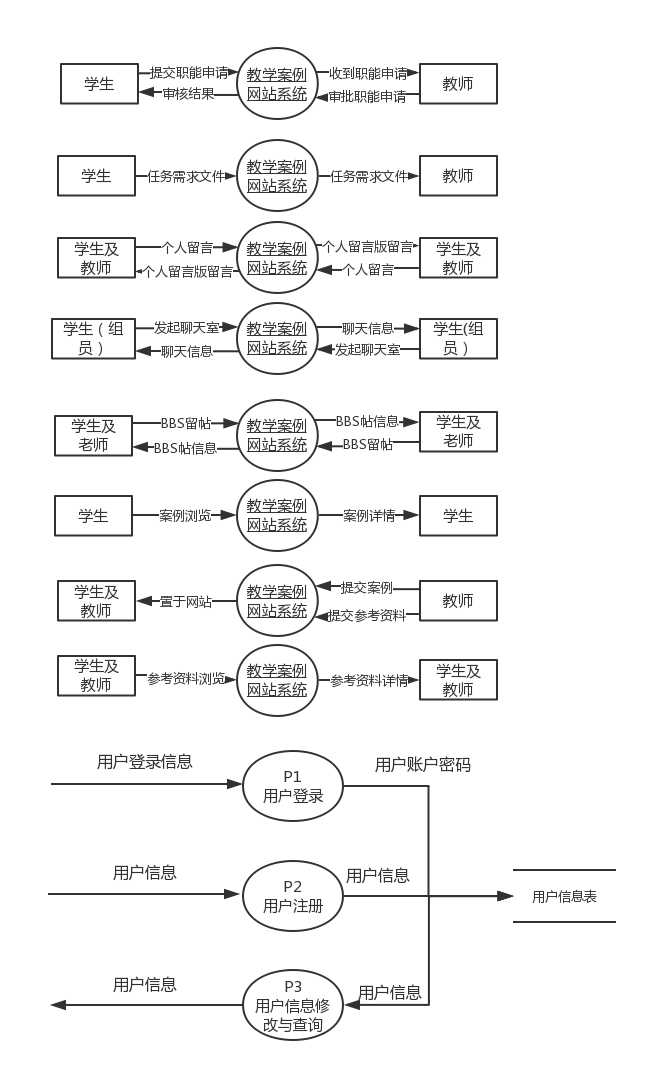 学生
提交职能申请
审核结果
教学案例
网站系统
收到职能申请
审批职能申请
教师
学生
任务需求文件
教学案例
网站系统
任务需求文件
教师
学生及
教师
个人留言
个人留言版留言
教学案例
网站系统
个人留言版留言
个人留言
学生及
教师
学生（组
员）
发起聊天室
聊天信息
教学案例
网站系统
聊天信息
发起聊天室
学生(组
员）
学生及
老师
BBS留帖
BBS帖信息
教学案例
网站系统
BBS帖信息
BBS留帖
学生及
老师
学生
案例浏览
教学案例
网站系统
案例详情
学生
学生及
教师
置于网站
教学案例
网站系统
提交案例
提交参考资料
教师
学生及
教师
参考资料浏览
教学案例
网站系统
参考资料详情
学生及
教师
用户登录信息
P1
用户登录
用户账户密码
用户信息
P2
用户注册
用户信息
用户信息表
用户信息
P3
用户信息修
改与查询
用户信息